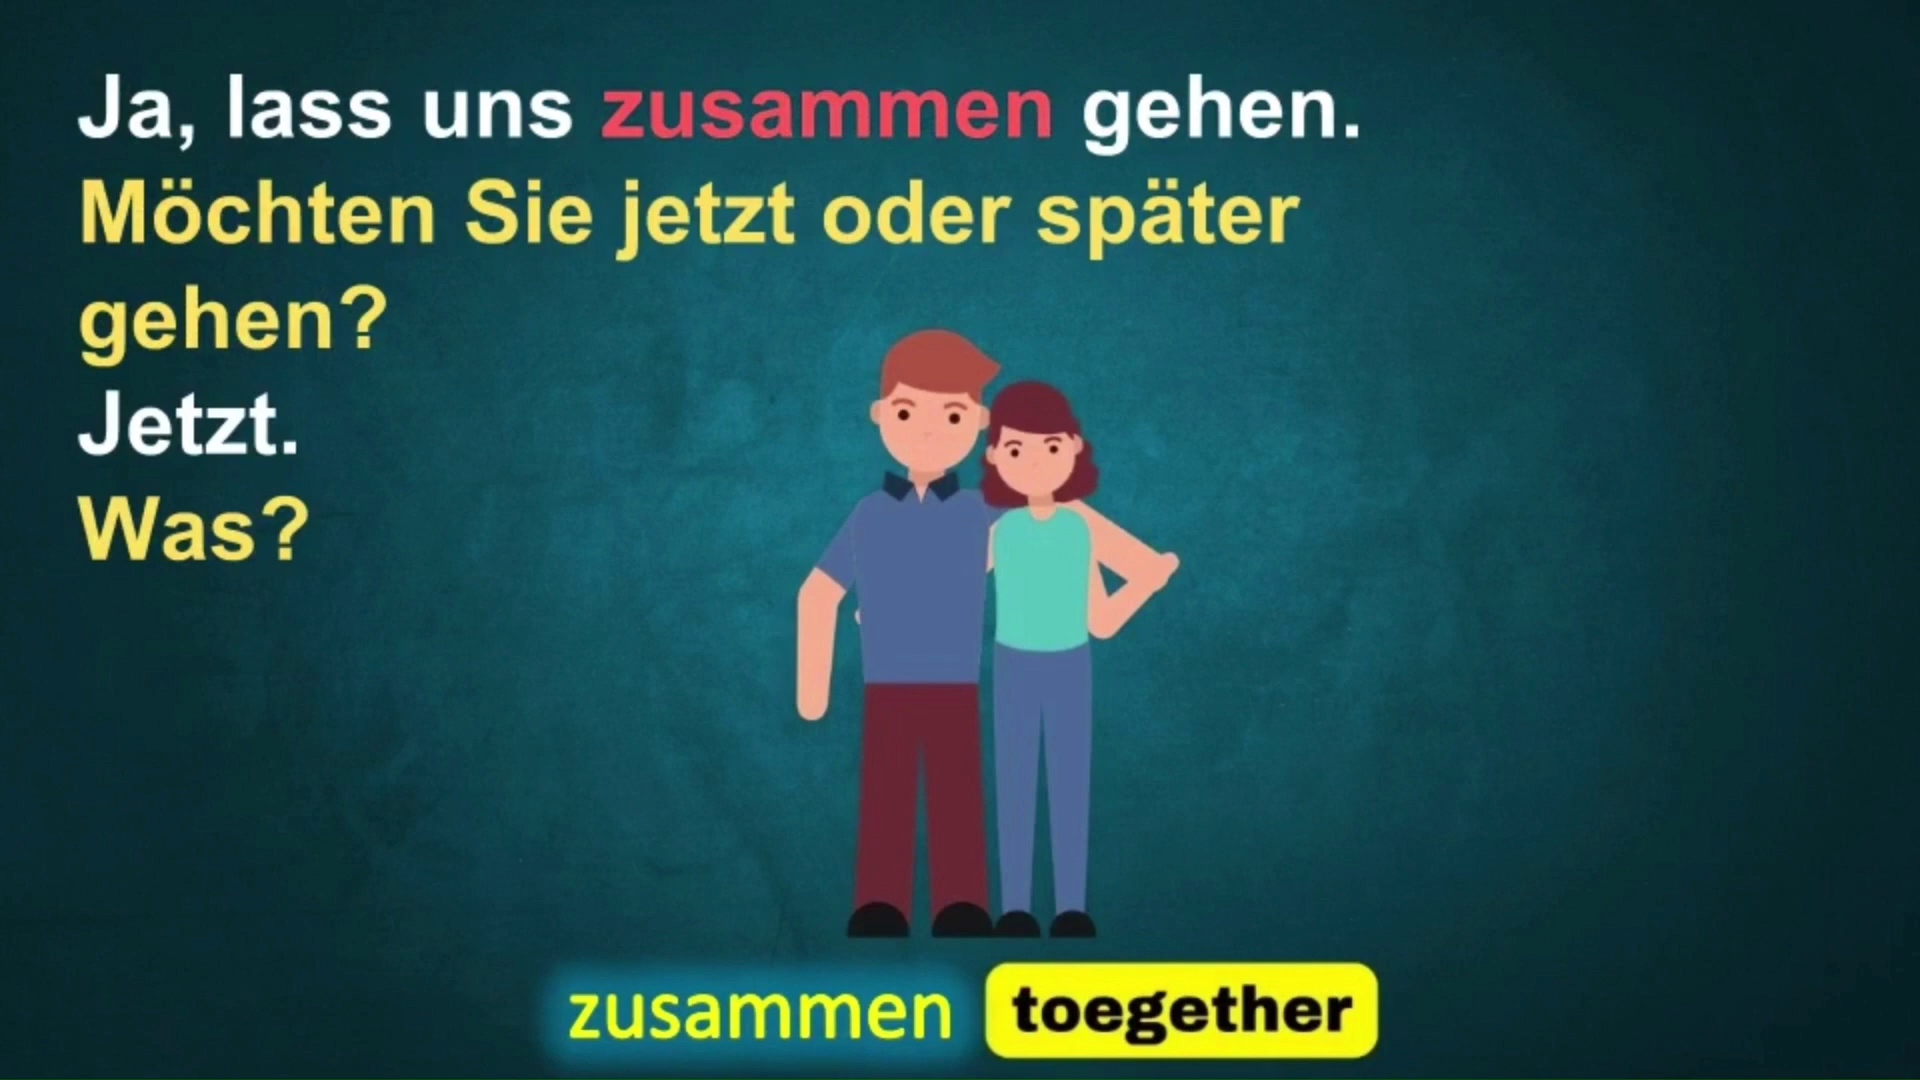 Ja, lass uns zusammen gehen.
Möchten Sie jetzt oder später
gehen?
Jetzt.
Was?
zusammen toegether